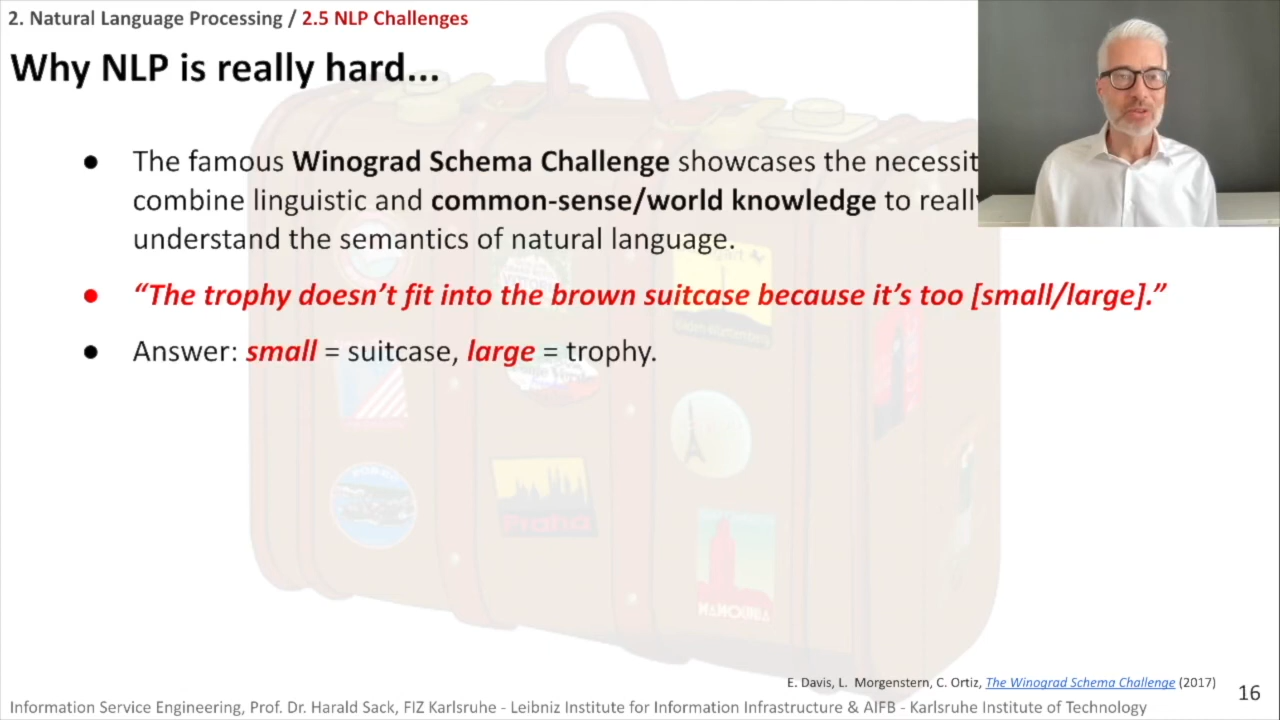 2. Natural Language Processing / 2.5 NLP Challenges
Why NLP is really hard...
● The famous Winograd Schema Challenge showcases the
combine linguistic and common-sense/world knowledge to
understand the semantics of natural language.
● “The trophy doesn’t fit into the brown suitcase because it’s too [small/large].”
● Answer: small = suitcase, large = trophy.
Praha
E. Davis, L. Morgenstern, C. Ortiz, The Winograd Schema Challenge (2017)
16
Information Service Engineering, Prof. Dr. Harald Sack, FIZ Karlsruhe - Leibniz Institute for Information Infrastructure & AIFB - Karlsruhe Institute of Technology